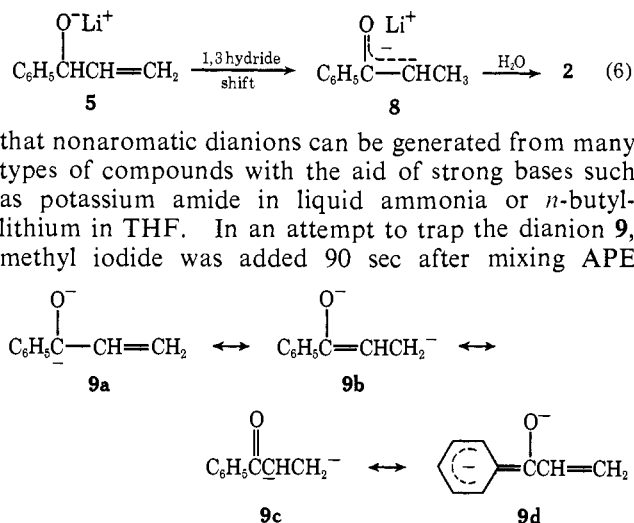 O⁻Li⁺ O Li⁺
C₆H₅CHCH=CH₂ 1,3 hydride shift C₆H₅C—CHCH₃ H₂O 2 (6)
5 8
that nonaromatic dianions can be generated from many
types of compounds with the aid of strong bases such
as potassium amide in liquid ammonia or n-butyl-
lithium in THF. In an attempt to trap the dianion 9,
methyl iodide was added 90 sec after mixing APE
O⁻ O⁻
C₆H₅C—CH=CH₂ ↔ C₆H₅C=CHCH₂⁻ ↔
−
9a 9b
O O⁻
C₆H₅CCHCH₂⁻ ↔ − =CCH=CH₂
−
9c 9d